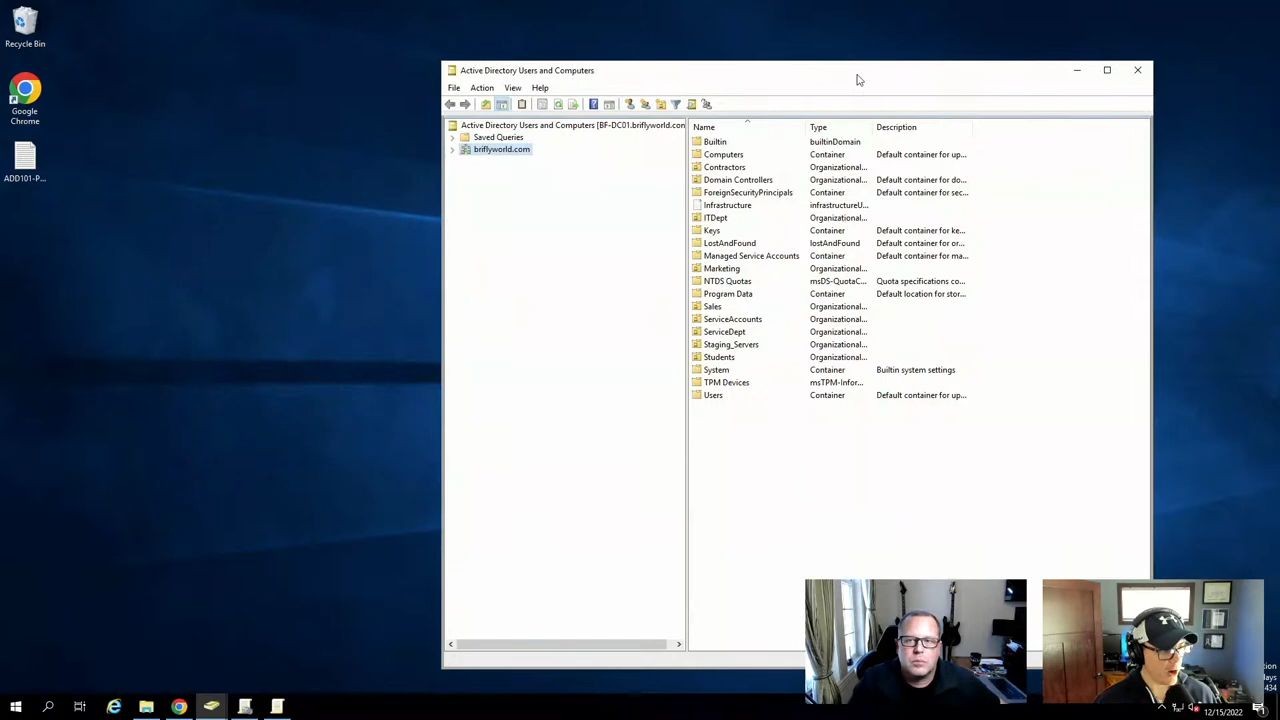 Recycle Bin
Google
Chrome
ADD101-P...
Active Directory Users and Computers
File Action View Help
Active Directory Users and Computers [BF-DC01.briflyworld.com
Saved Queries
briflyworld.com
Name Type Description
Builtin builtinDomain
Computers Container Default container for up...
Contractors Organizational...
Domain Controllers Organizational... Default container for do...
ForeignSecurityPrincipals Container Default container for sec...
Infrastructure infrastructureU...
ITDept Organizational...
Keys Container Default container for ke...
LostAndFound lostAndFound Default container for or...
Managed Service Accounts Container Default container for ma...
Marketing Organizational...
NTDS Quotas msDS-QuotaC... Quota specifications co...
Program Data Container Default location for stor...
Sales Organizational...
ServiceAccounts Organizational...
ServiceDept Organizational...
Staging_Servers Organizational...
Students Organizational...
System Container Builtin system settings
TPM Devices msTPM-Infor...
Users Container Default container for up...
12/15/2022